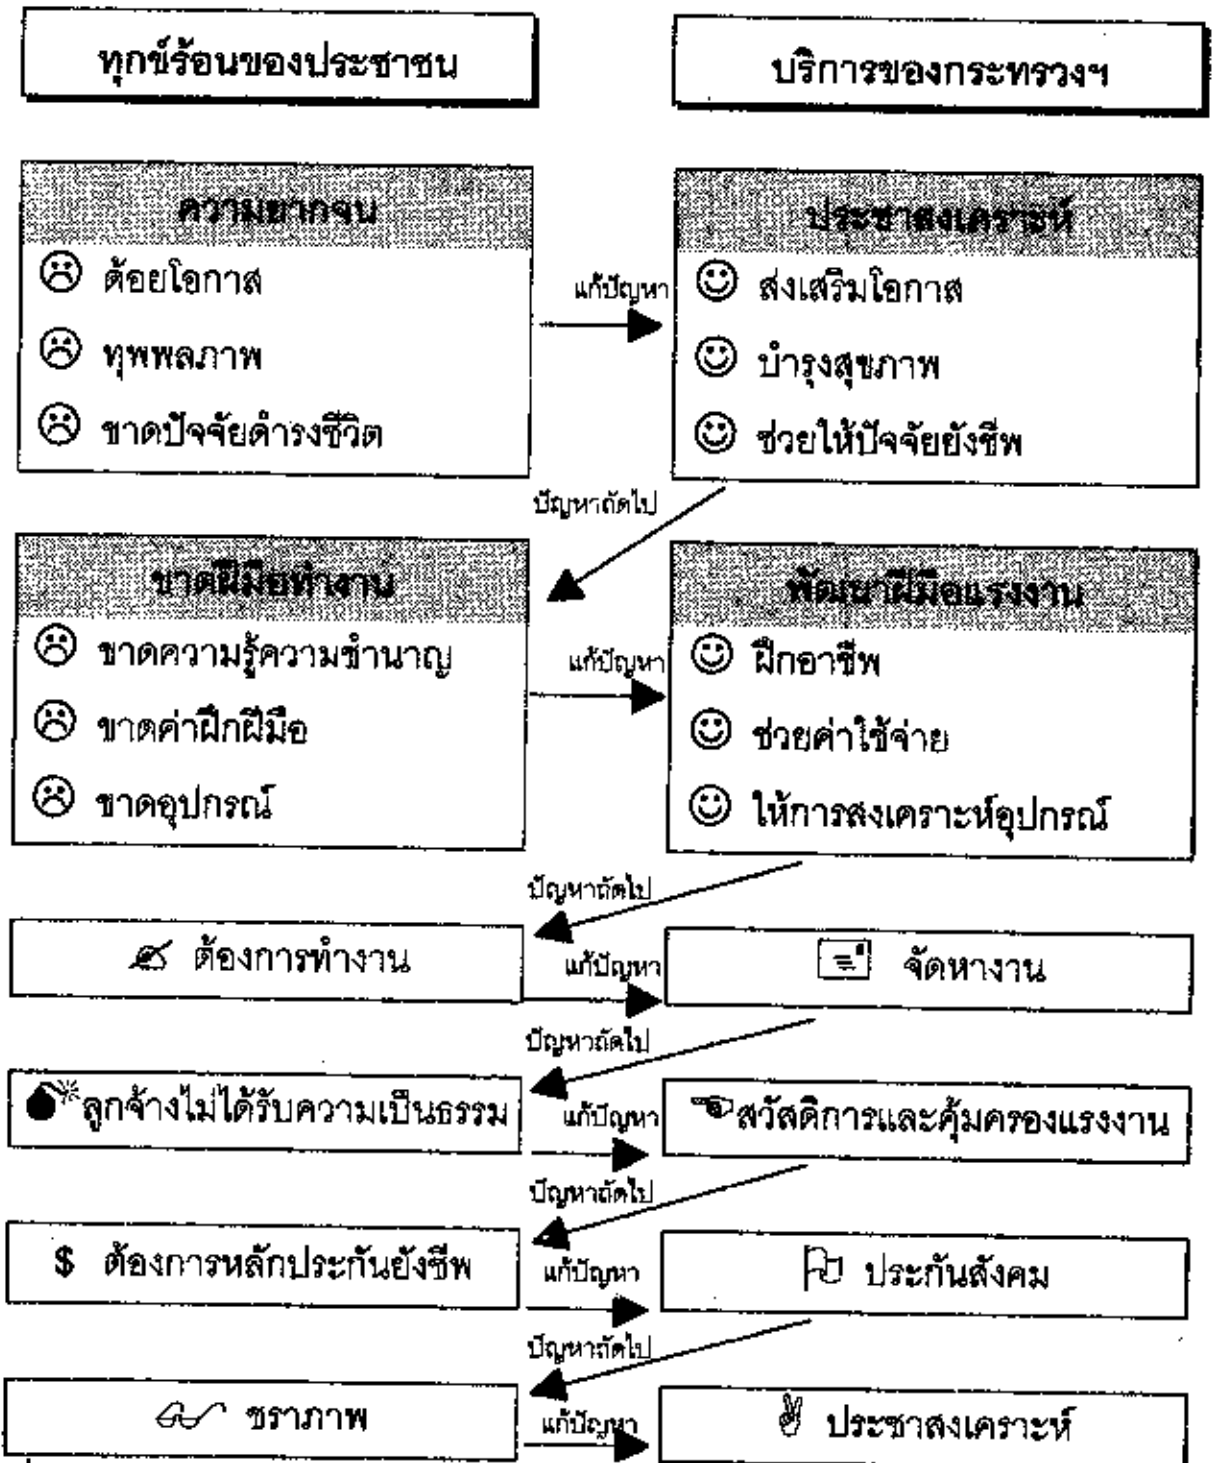 ทุกข์ร้อนของประชาชน
บริการของกระทรวงฯ
ความยากจน
ด้อยโอกาส
ทุพพลภาพ
ขาดปัจจัยดำรงชีวิต
แก้ปัญหา
ประชาสงเคราะห์
ส่งเสริมโอกาส
บำรุงสุขภาพ
ช่วยให้ปัจจัยยังชีพ
ปัญหาถัดไป
ขาดฝีมือทำงาน
ขาดความรู้ความชำนาญ
ขาดค่าฝึกฝีมือ
ขาดอุปกรณ์
แก้ปัญหา
พัฒนาฝีมือแรงงาน
ฝึกอาชีพ
ช่วยค่าใช้จ่าย
ให้การสงเคราะห์อุปกรณ์
ปัญหาถัดไป
ต้องการทำงาน
แก้ปัญหา
จัดหางาน
ปัญหาถัดไป
ลูกจ้างไม่ได้รับความเป็นธรรม
แก้ปัญหา
สวัสดิการและคุ้มครองแรงงาน
ปัญหาถัดไป
$ ต้องการหลักประกันยังชีพ
แก้ปัญหา
ประกันสังคม
ปัญหาถัดไป
ชราภาพ
แก้ปัญหา
ประชาสงเคราะห์